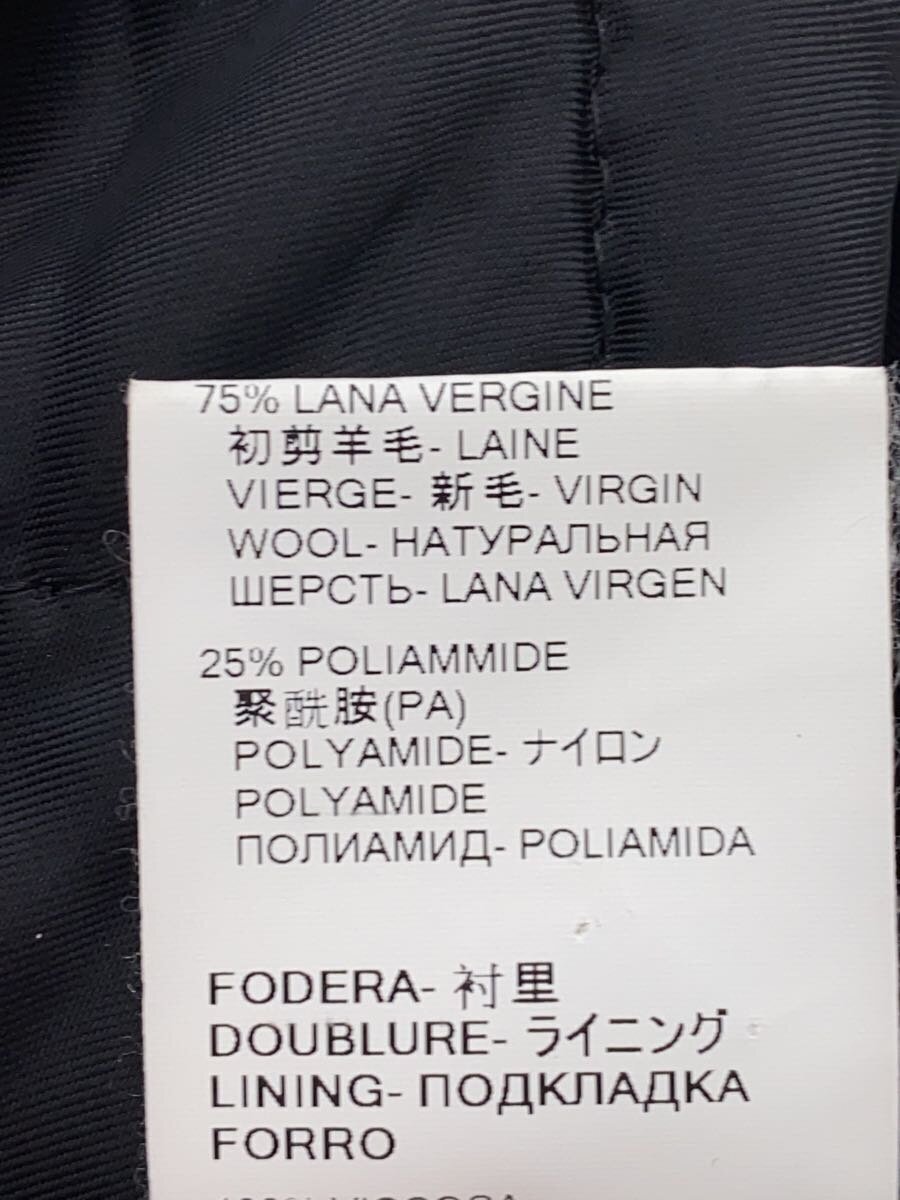 75% LANA VERGINE
初剪羊毛- LAINE
VIERGE- 新毛- VIRGIN
WOOL- НАТУРАЛЬНАЯ
ШЕРСТЬ- LANA VIRGEN
25% POLIAMMIDE
聚酰胺(PA)
POLYAMIDE- ナイロン
POLYAMIDE
ПОЛИАМИД- POLIAMIDA
FODERA- 衬里
DOUBLURE- ライニング
LINING- ПОДКЛАДКА
FORRO